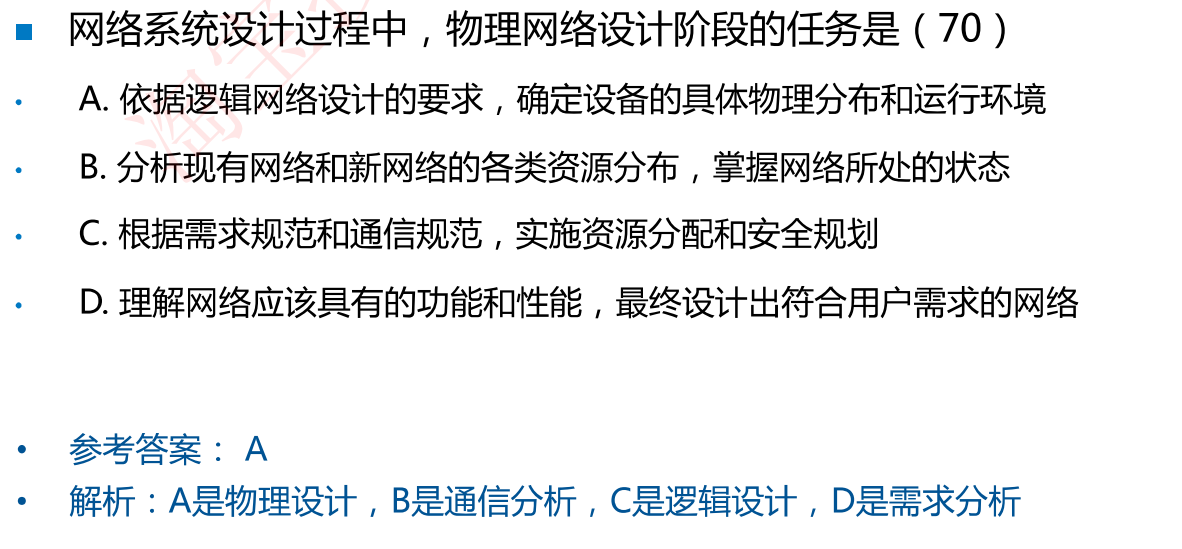 网络系统设计过程中，物理网络设计阶段的任务是（70）
A. 依据逻辑网络设计的要求，确定设备的具体物理分布和运行环境
B. 分析现有网络和新网络的各类资源分布，掌握网络所处的状态
C. 根据需求规范和通信规范，实施资源分配和安全规划
D. 理解网络应该具有的功能和性能，最终设计出符合用户需求的网络
参考答案： A
解析：A是物理设计，B是通信分析，C是逻辑设计，D是需求分析
淘宝